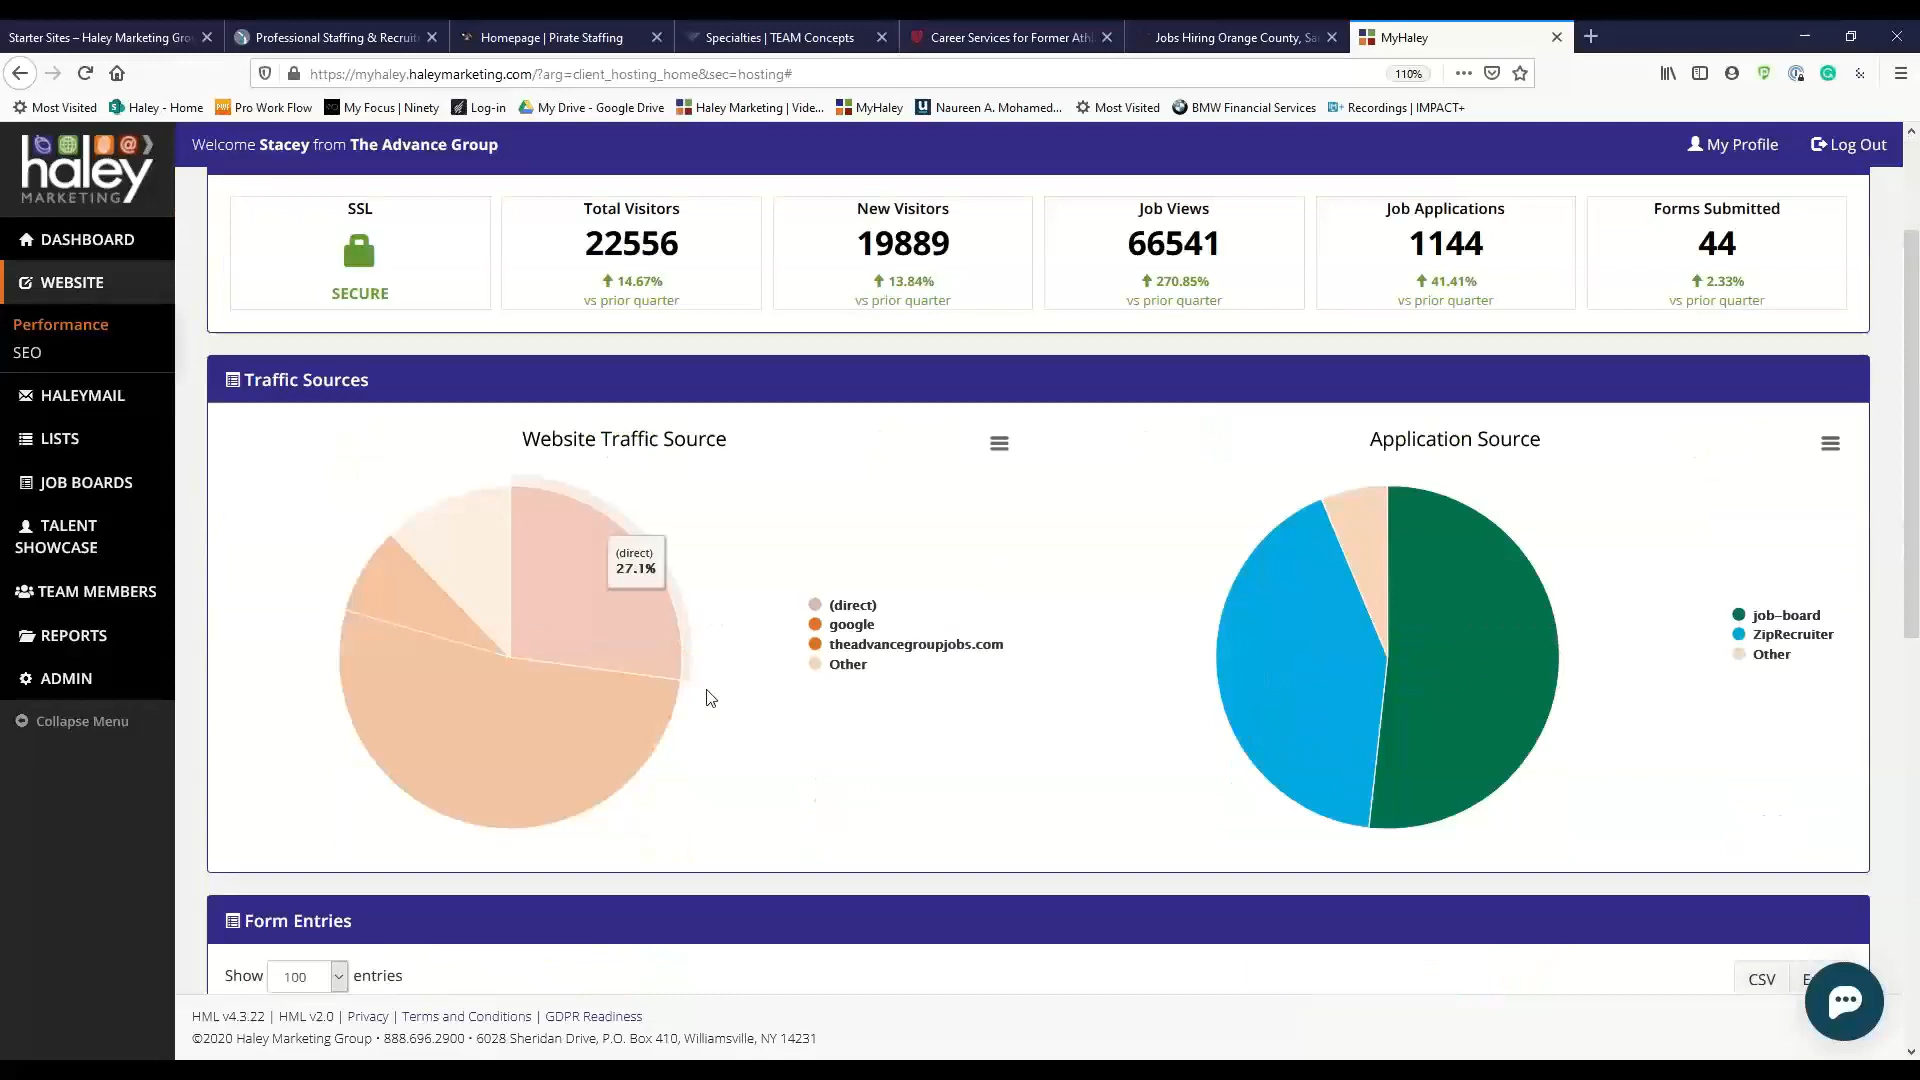 Starter Sites – Haley Marketing Gro
Professional Staffing & Recruit
Homepage | Pirate Staffing
Specialties | TEAM Concepts
Career Services for Former Athl
Jobs Hiring Orange County, Sa
MyHaley
https://myhaley.haleymarketing.com/?arg=client_hosting_home&sec=hosting#
110%
Most Visited
Haley - Home
Pro Work Flow
My Focus | Ninety
Log-in
My Drive - Google Drive
Haley Marketing | Vide...
MyHaley
Naureen A. Mohamed...
Most Visited
BMW Financial Services
Recordings | IMPACT+
haley
MARKETING
Welcome Stacey from The Advance Group
My Profile
Log Out
DASHBOARD
WEBSITE
Performance
SEO
HALEYMAIL
LISTS
JOB BOARDS
TALENT
SHOWCASE
TEAM MEMBERS
REPORTS
ADMIN
Collapse Menu
SSL
SECURE
Total Visitors
22556
14.67%
vs prior quarter
New Visitors
19889
13.84%
vs prior quarter
Job Views
66541
270.85%
vs prior quarter
Job Applications
1144
41.41%
vs prior quarter
Forms Submitted
44
2.33%
vs prior quarter
Traffic Sources
Website Traffic Source
(direct)
27.1%
(direct)
google
theadvancegroupjobs.com
Other
Application Source
job-board
ZipRecruiter
Other
Form Entries
Show 100 entries
CSV
HML v4.3.22 | HML v2.0 | Privacy | Terms and Conditions | GDPR Readiness
©2020 Haley Marketing Group • 888.696.2900 • 6028 Sheridan Drive, P.O. Box 410, Williamsville, NY 14231